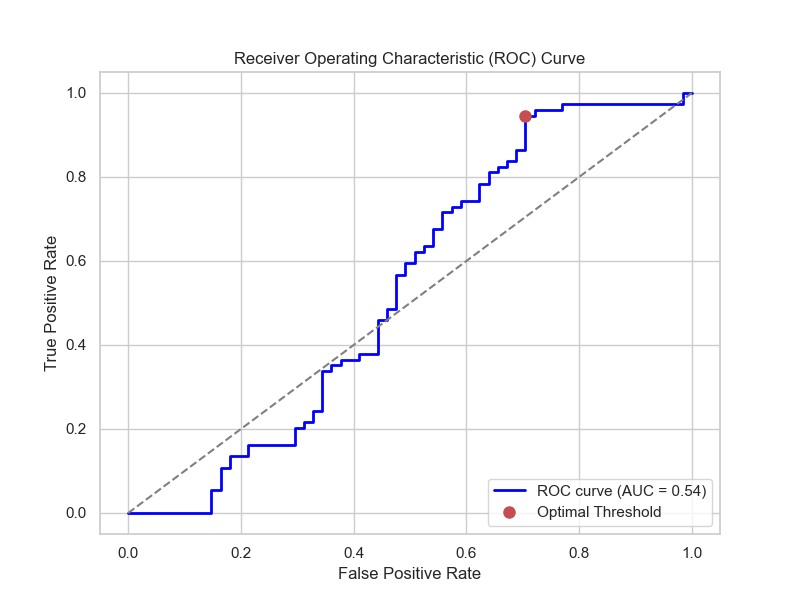 Receiver Operating Characteristic (ROC) Curve
True Positive Rate
1.0
0.8
0.6
0.4
0.2
0.0
0.0 0.2 0.4 0.6 0.8 1.0
False Positive Rate
ROC curve (AUC = 0.54)
Optimal Threshold